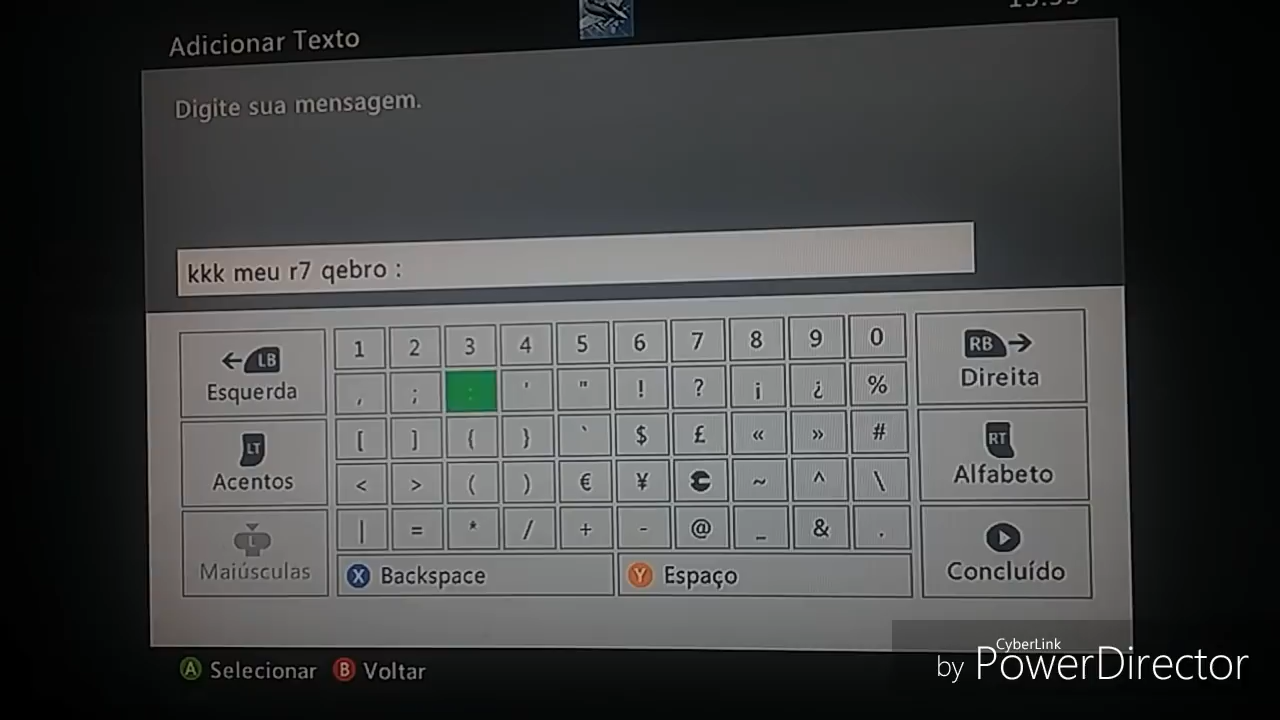 Adicionar Texto
Digite sua mensagem.
kkk meu r7 qebro :
LB
Esquerda
1 2 3 4 5 6 7 8 9 0
RB
Direita
, ; : ' " ! ? ¡ ¿ %
LT
Acentos
[ ] { } ` $ £ « » #
RT
Alfabeto
< > ( ) € ¥ ~ ^ \
L
Maiúsculas
| = * / + - @ _ & .
Concluído
X Backspace
Y Espaço
A Selecionar B Voltar
CyberLink
by PowerDirector